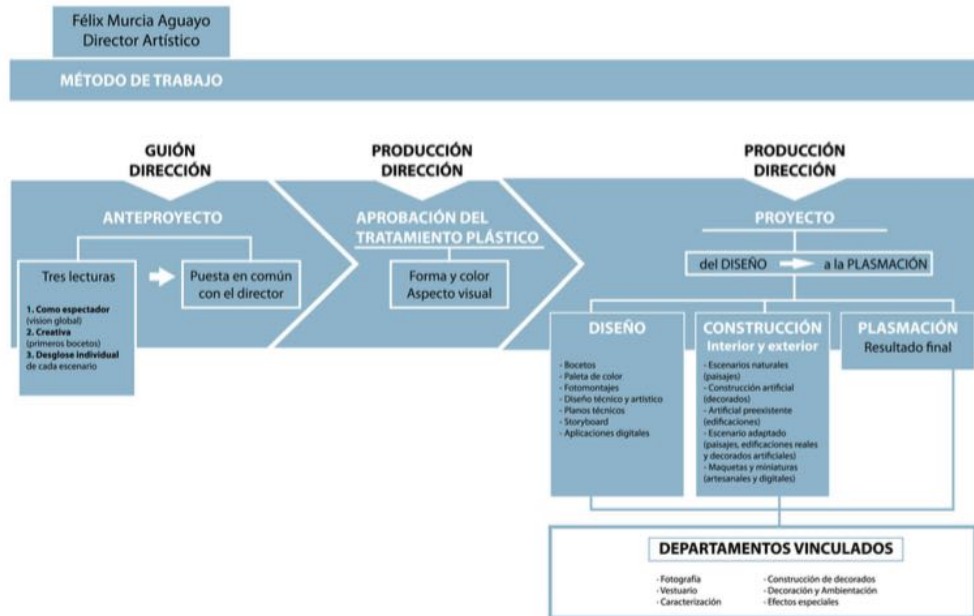 Félix Murcia Aguayo
Director Artístico
MÉTODO DE TRABAJO
GUIÓN
DIRECCIÓN
ANTEPROYECTO
Tres lecturas
1. Como espectador
(vision global)
2. Creativa
(primeros bocetos)
3. Desglose individual
de cada escenario
Puesta en común
con el director
PRODUCCIÓN
DIRECCIÓN
APROBACIÓN DEL
TRATAMIENTO PLÁSTICO
Forma y color
Aspecto visual
PRODUCCIÓN
DIRECCIÓN
PROYECTO
del DISEÑO a la PLASMACIÓN
DISEÑO
- Bocetos
- Paleta de color
- Fotomontajes
- Diseño técnico y artístico
- Planos técnicos
- Storyboard
- Aplicaciones digitales
CONSTRUCCIÓN
Interior y exterior
- Escenarios naturales
(paisajes)
- Construcción artificial
(decorados)
- Artificial preexistente
(edificaciones)
- Escenario adaptado
(paisajes, edificaciones reales
y decorados artificiales)
- Maquetas y miniaturas
(artesanales y digitales)
PLASMACIÓN
Resultado final
DEPARTAMENTOS VINCULADOS
- Fotografía
- Vestuario
- Caracterización
- Construcción de decorados
- Decoración y Ambientación
- Efectos especiales